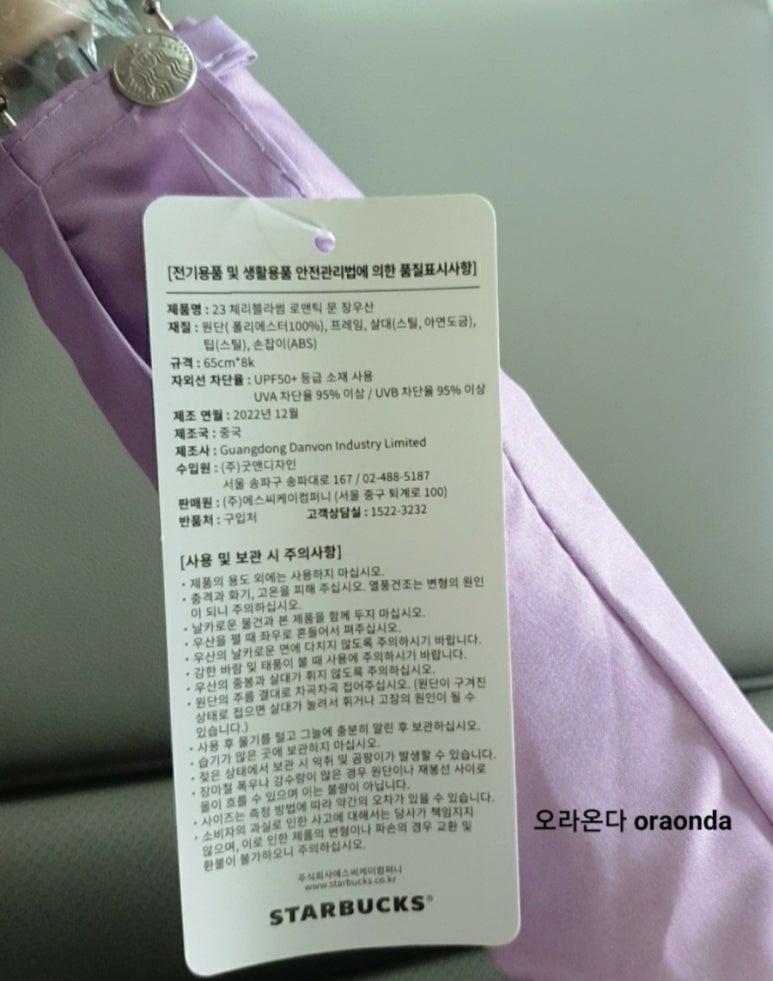 [전기용품 및 생활용품 안전관리법에 의한 품질표시사항]
제품명 : 23 체리블라썸 로맨틱 문 장우산
재질 : 원단( 폴리에스터100%), 프레임, 살대(스틸, 아연도금),
팁(스틸), 손잡이(ABS)
규격 : 65cm*8k
자외선 차단율 : UPF50+ 등급 소재 사용
UVA 차단율 95% 이상 / UVB 차단율 95% 이상
제조 연월 : 2022년 12월
제조국 : 중국
제조사 : Guangdong Danvon Industry Limited
수입원 : (주)굿맨디자인
서울 송파구 송파대로 167 / 02-488-5187
판매원 : (주)에스씨케이컴퍼니 (서울 중구 퇴계로 100)
반품처 : 구입처 고객상담실 : 1522-3232
[사용 및 보관 시 주의사항]
• 제품의 용도 외에는 사용하지 마십시오.
• 충격과 화기, 고온을 피해 주십시오. 열풍건조는 변형의 원인
이 되니 주의하십시오.
• 날카로운 물건과 본 제품을 함께 두지 마십시오.
• 우산을 펼 때 좌우로 흔들어서 펴주십시오.
• 우산의 날카로운 면에 다치지 않도록 주의하시기 바랍니다.
• 강한 바람 및 태풍이 불 때 사용에 주의하시기 바랍니다.
• 우산의 중봉과 살대가 휘지 않도록 주의하십시오.
• 원단의 주름 결대로 차곡차곡 접어주십시오. (원단이 구겨진
상태로 접으면 살대가 눌려서 휘거나 고장의 원인이 될 수
있습니다.)
• 사용 후 물기를 털고 그늘에 충분히 말린 후 보관하십시오.
• 습기가 많은 곳에 보관하지 마십시오.
• 젖은 상태에서 보관 시 악취 및 곰팡이가 발생할 수 있습니다.
• 장마철 폭우나 강수량이 많은 경우 원단이나 재봉선 사이로
물이 흐를 수 있으며 이는 불량이 아닙니다.
• 사이즈는 측정 방법에 따라 약간의 오차가 있을 수 있습니다.
• 소비자의 과실로 인한 사고에 대해서는 당사가 책임지지
않으며, 이로 인한 제품의 변형이나 파손의 경우 교환 및
환불이 불가하오니 주의하십시오.
주식회사에스씨케이컴퍼니
www.starbucks.co.kr
STARBUCKS®
오라온다 oraonda